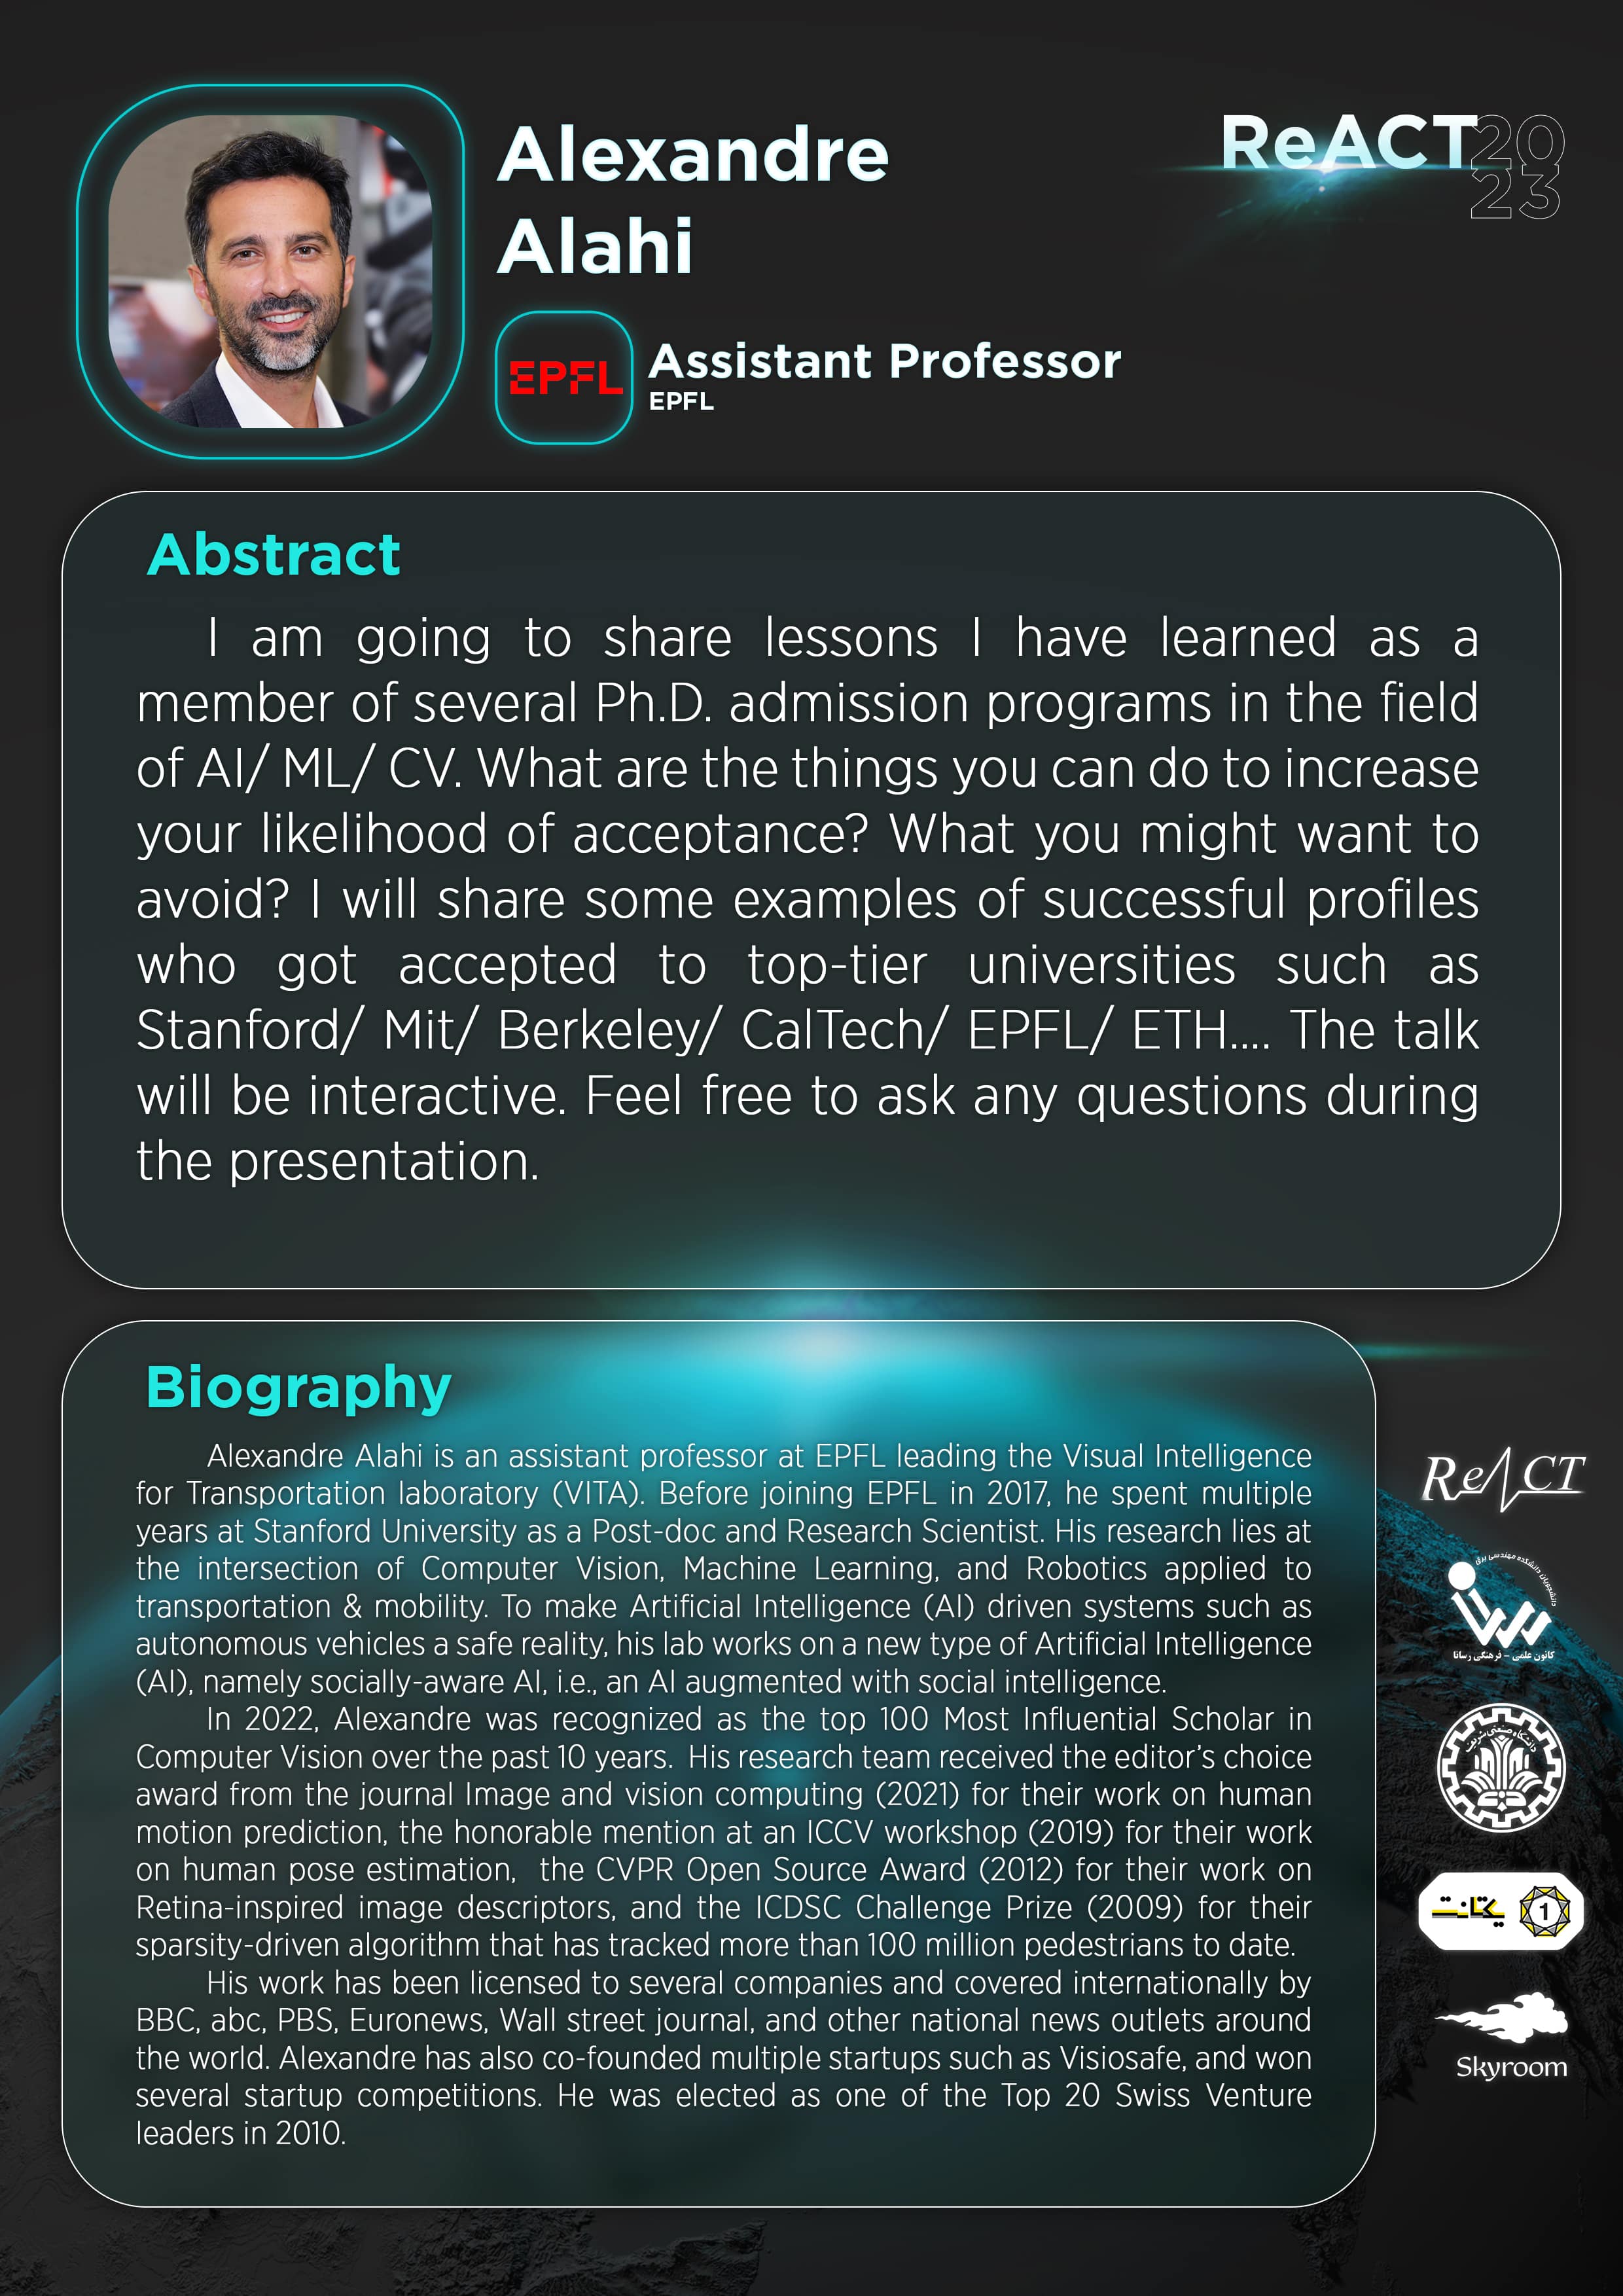 Alexandre
Alahi
ReACT 20
23
EPFL
Assistant Professor
EPFL
Abstract
I am going to share lessons I have learned as a
member of several Ph.D. admission programs in the field
of AI/ ML/ CV. What are the things you can do to increase
your likelihood of acceptance? What you might want to
avoid? I will share some examples of successful profiles
who got accepted to top-tier universities such as
Stanford/ Mit/ Berkeley/ CalTech/ EPFL/ ETH.... The talk
will be interactive. Feel free to ask any questions during
the presentation.
Biography
Alexandre Alahi is an assistant professor at EPFL leading the Visual Intelligence
for Transportation laboratory (VITA). Before joining EPFL in 2017, he spent multiple
years at Stanford University as a Post-doc and Research Scientist. His research lies at
the intersection of Computer Vision, Machine Learning, and Robotics applied to
transportation & mobility. To make Artificial Intelligence (AI) driven systems such as
autonomous vehicles a safe reality, his lab works on a new type of Artificial Intelligence
(AI), namely socially-aware AI, i.e., an AI augmented with social intelligence.
In 2022, Alexandre was recognized as the top 100 Most Influential Scholar in
Computer Vision over the past 10 years. His research team received the editor's choice
award from the journal Image and vision computing (2021) for their work on human
motion prediction, the honorable mention at an ICCV workshop (2019) for their work
on human pose estimation, the CVPR Open Source Award (2012) for their work on
Retina-inspired image descriptors, and the ICDSC Challenge Prize (2009) for their
sparsity-driven algorithm that has tracked more than 100 million pedestrians to date.
His work has been licensed to several companies and covered internationally by
BBC, abc, PBS, Euronews, Wall street journal, and other national news outlets around
the world. Alexandre has also co-founded multiple startups such as Visiosafe, and won
several startup competitions. He was elected as one of the Top 20 Swiss Venture
leaders in 2010.
ReACT
دانشجویان دانشکده مهندسی برق
رسانا
کانون علمی - فرهنگی رسانا
دانشگاه صنعتی شریف
یکتانت
1
Skyroom